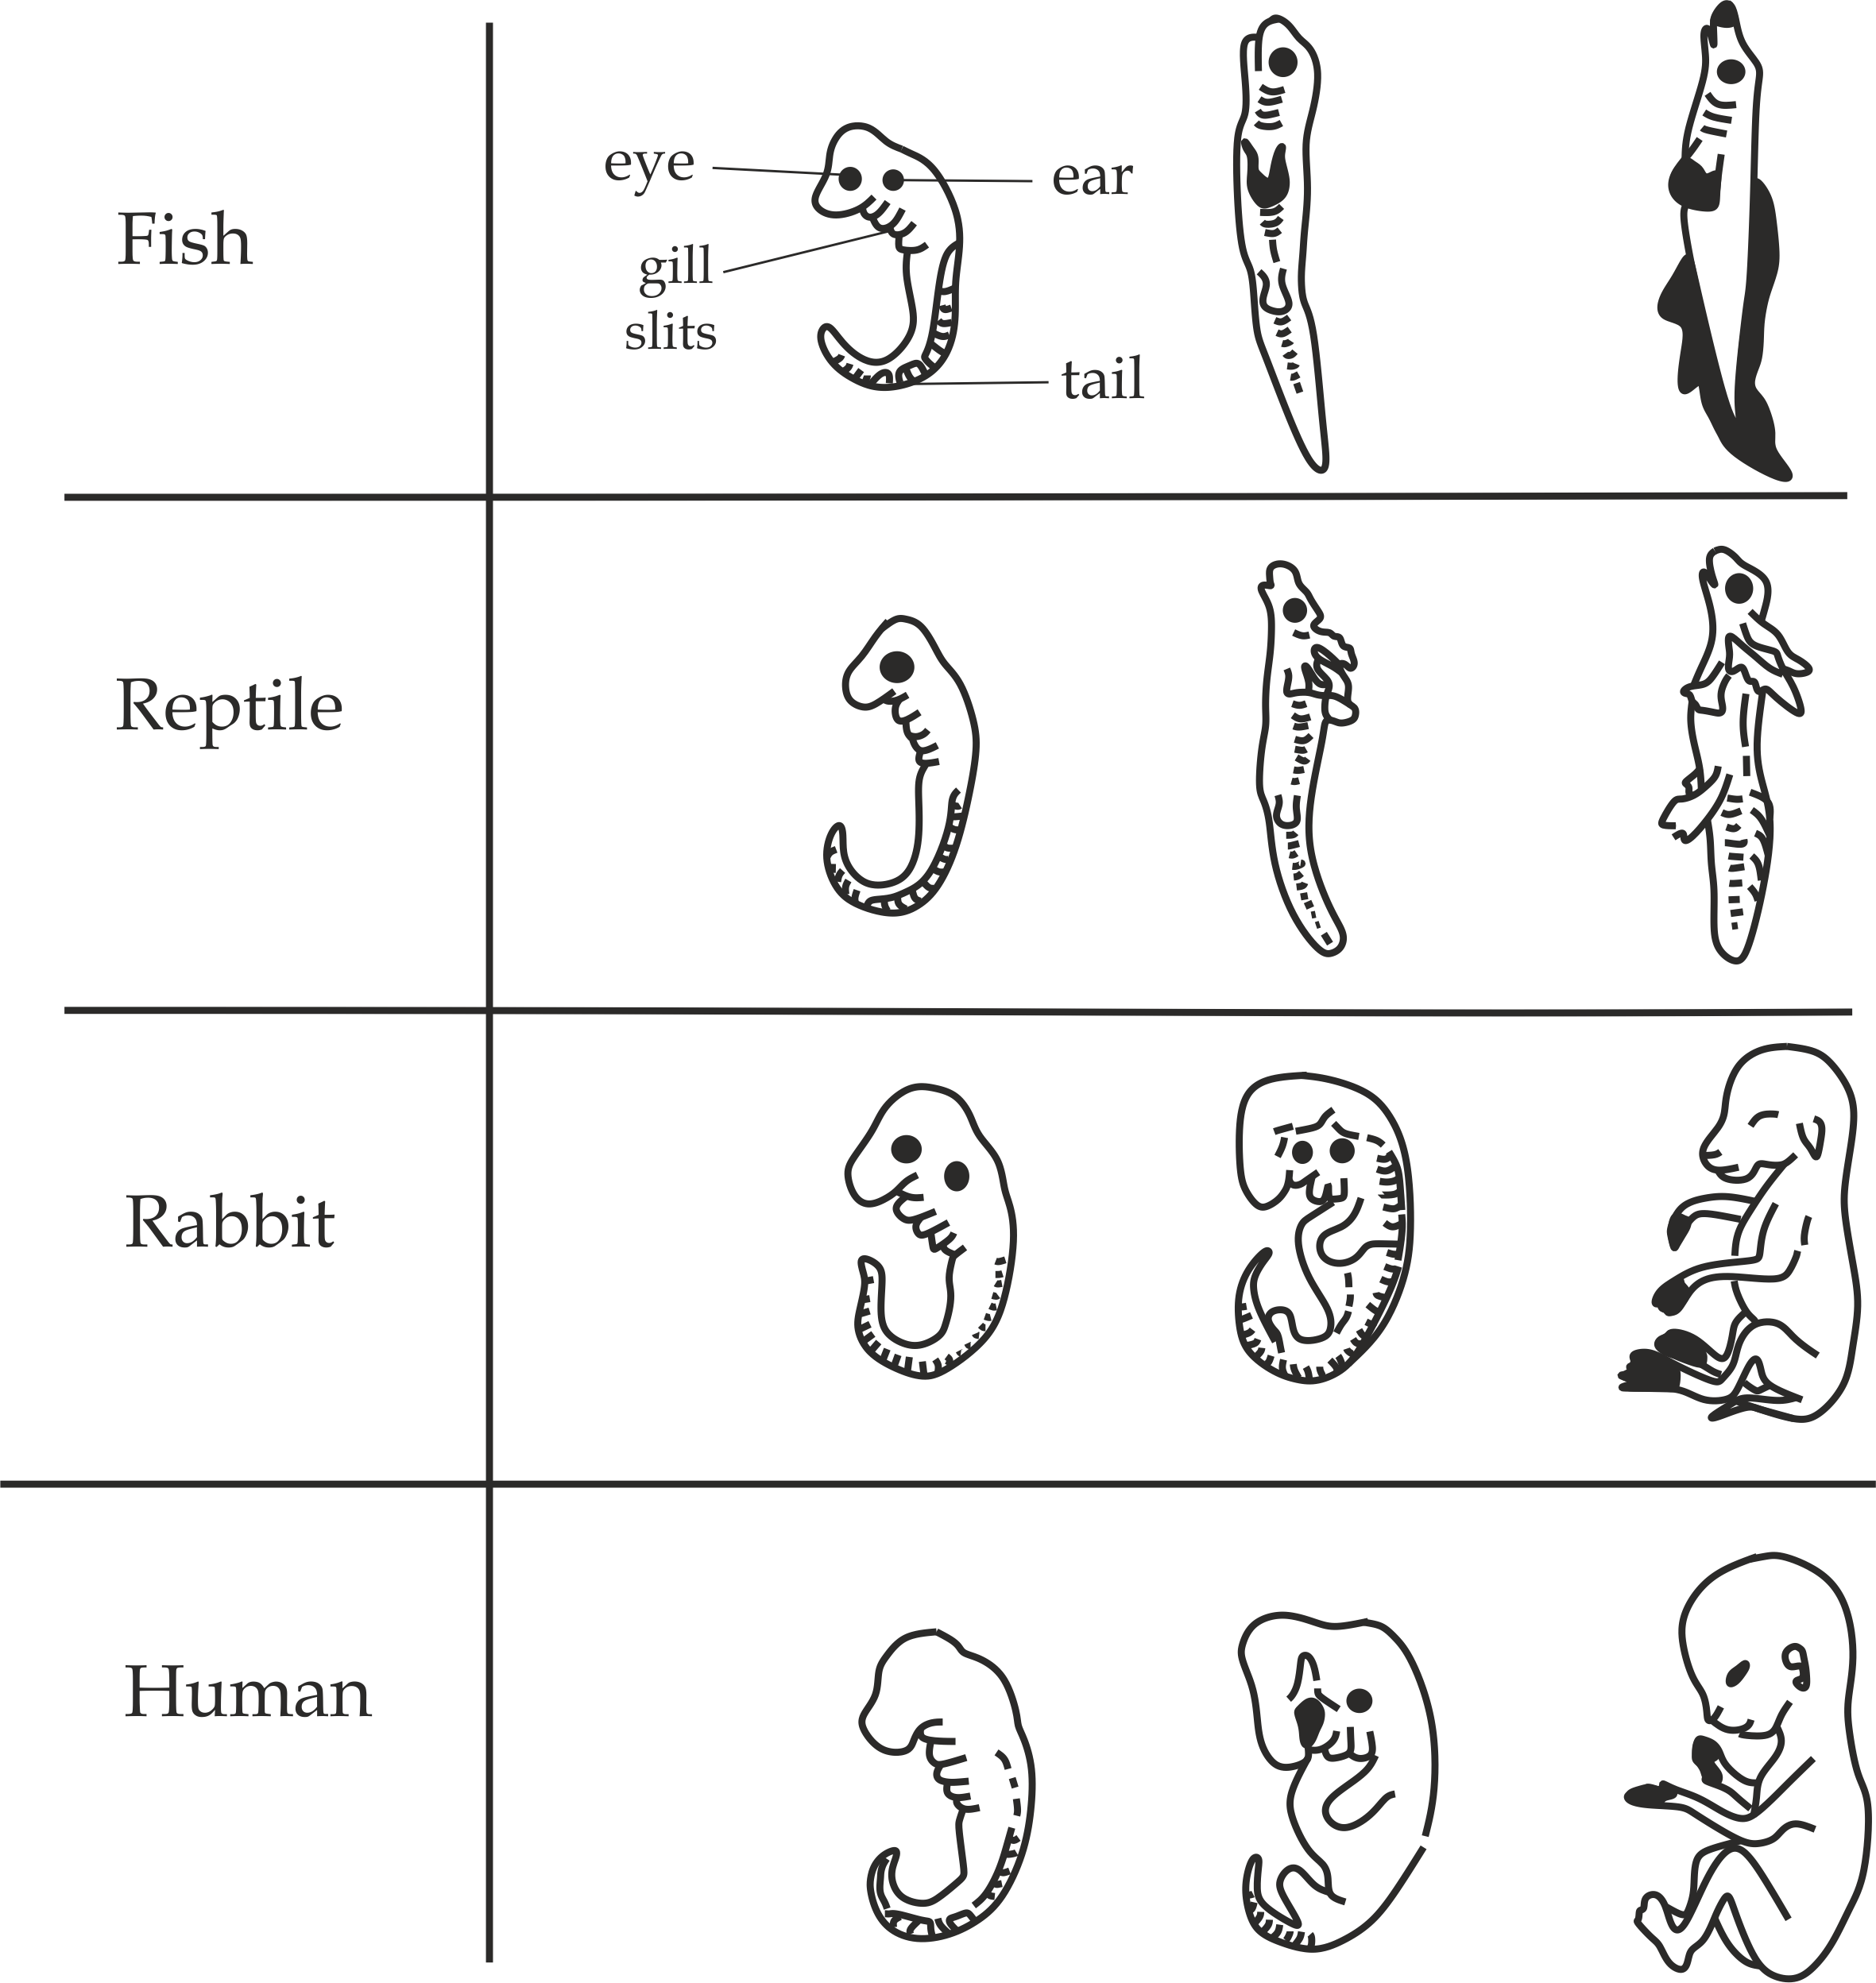 Fish
eye
ear
gill
slits
tail
Reptile
Rabbit
Human